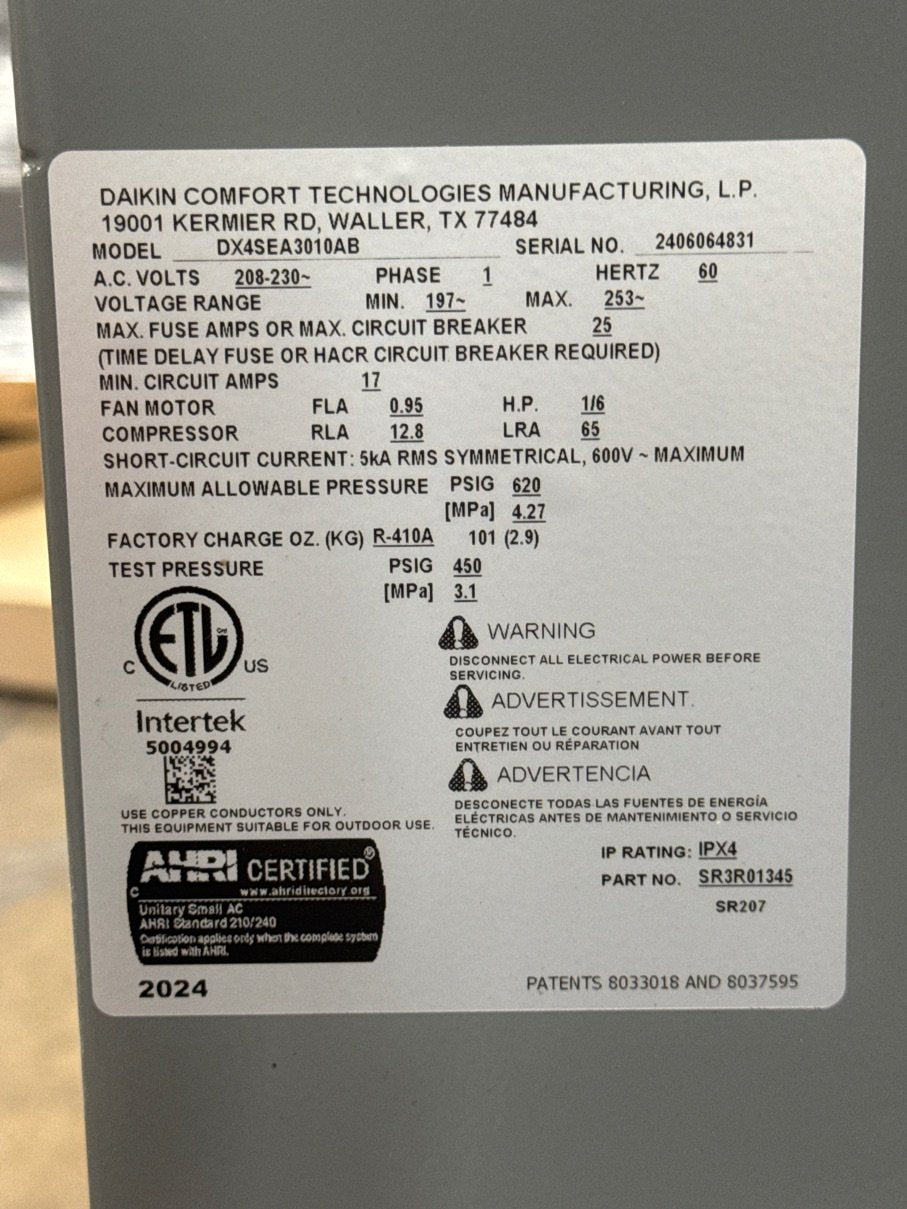 DAIKIN COMFORT TECHNOLOGIES MANUFACTURING, L.P.
19001 KERMIER RD, WALLER, TX 77484
MODEL DX4SEA3010AB SERIAL NO. 2406064831
A.C. VOLTS 208-230~ PHASE 1 HERTZ 60
VOLTAGE RANGE MIN. 197~ MAX. 253~
MAX. FUSE AMPS OR MAX. CIRCUIT BREAKER 25
(TIME DELAY FUSE OR HACR CIRCUIT BREAKER REQUIRED)
MIN. CIRCUIT AMPS 17
FAN MOTOR FLA 0.95 H.P. 1/6
COMPRESSOR RLA 12.8 LRA 65
SHORT-CIRCUIT CURRENT: 5kA RMS SYMMETRICAL, 600V ~ MAXIMUM
MAXIMUM ALLOWABLE PRESSURE PSIG 620
[MPa] 4.27
FACTORY CHARGE OZ. (KG) R-410A 101 (2.9)
TEST PRESSURE PSIG 450
[MPa] 3.1
C ETL US
LISTED
Intertek
5004994
WARNING
DISCONNECT ALL ELECTRICAL POWER BEFORE
SERVICING.
ADVERTISSEMENT.
COUPEZ TOUT LE COURANT AVANT TOUT
ENTRETIEN OU RÉPARATION
ADVERTENCIA
DESCONECTE TODAS LAS FUENTES DE ENERGÍA
ELÉCTRICAS ANTES DE MANTENIMIENTO O SERVICIO
TÉCNICO.
USE COPPER CONDUCTORS ONLY.
THIS EQUIPMENT SUITABLE FOR OUTDOOR USE.
AHRI CERTIFIED®
C www.ahridirectory.org
Unitary Small AC
AHRI Standard 210/240
Certification applies only when the complete system
is listed with AHRI.
IP RATING: IPX4
PART NO. SR3R01345
SR207
2024
PATENTS 8033018 AND 8037595